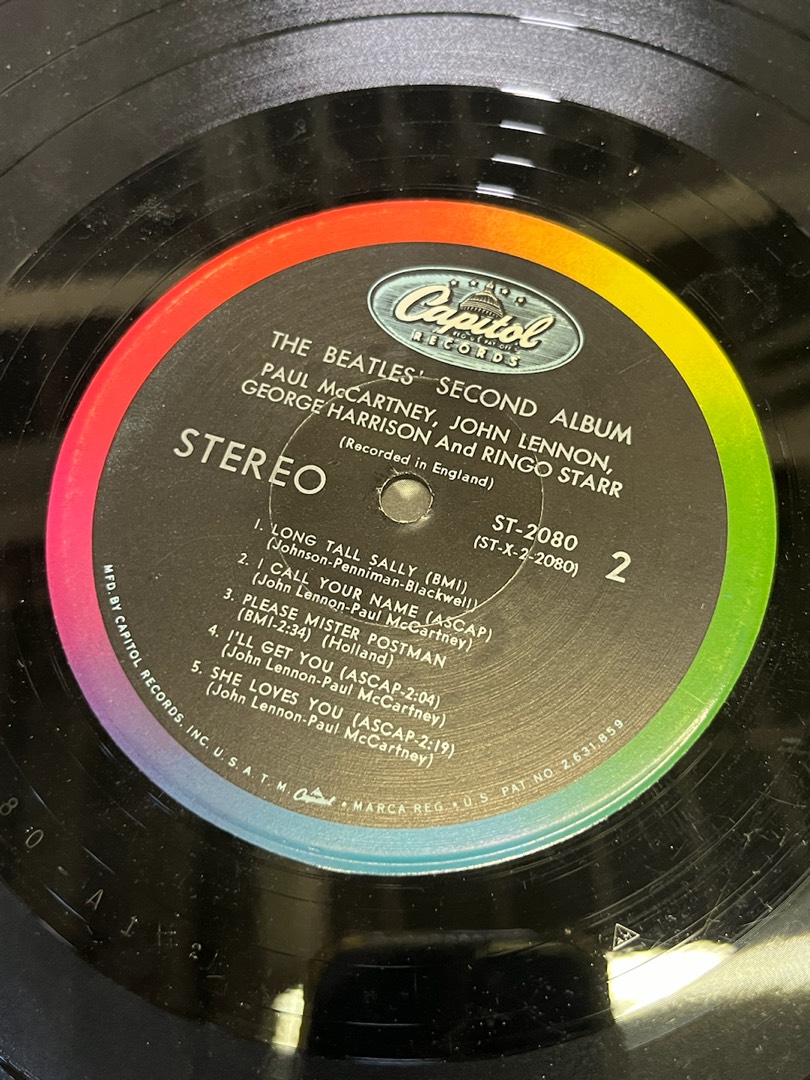 Capitol
RECORDS
THE BEATLES' SECOND ALBUM
PAUL McCARTNEY, JOHN LENNON,
GEORGE HARRISON And RINGO STARR
(Recorded in England)
STEREO
ST-2080
(ST-X-2-2080)
2
1. LONG TALL SALLY (BMI)
(Johnson-Penniman-Blackwell)
2. I CALL YOUR NAME (ASCAP)
(John Lennon-Paul McCartney)
3. PLEASE MISTER POSTMAN
(BMI-2:34) (Holland)
4. I'LL GET YOU (ASCAP-2:04)
(John Lennon-Paul McCartney)
5. SHE LOVES YOU (ASCAP-2:19)
(John Lennon-Paul McCartney)
MFD. BY CAPITOL RECORDS, INC. U.S.A. T.M. Capitol • MARCA REG. • U.S. PAT. NO. 2,631,859
80 - A 1